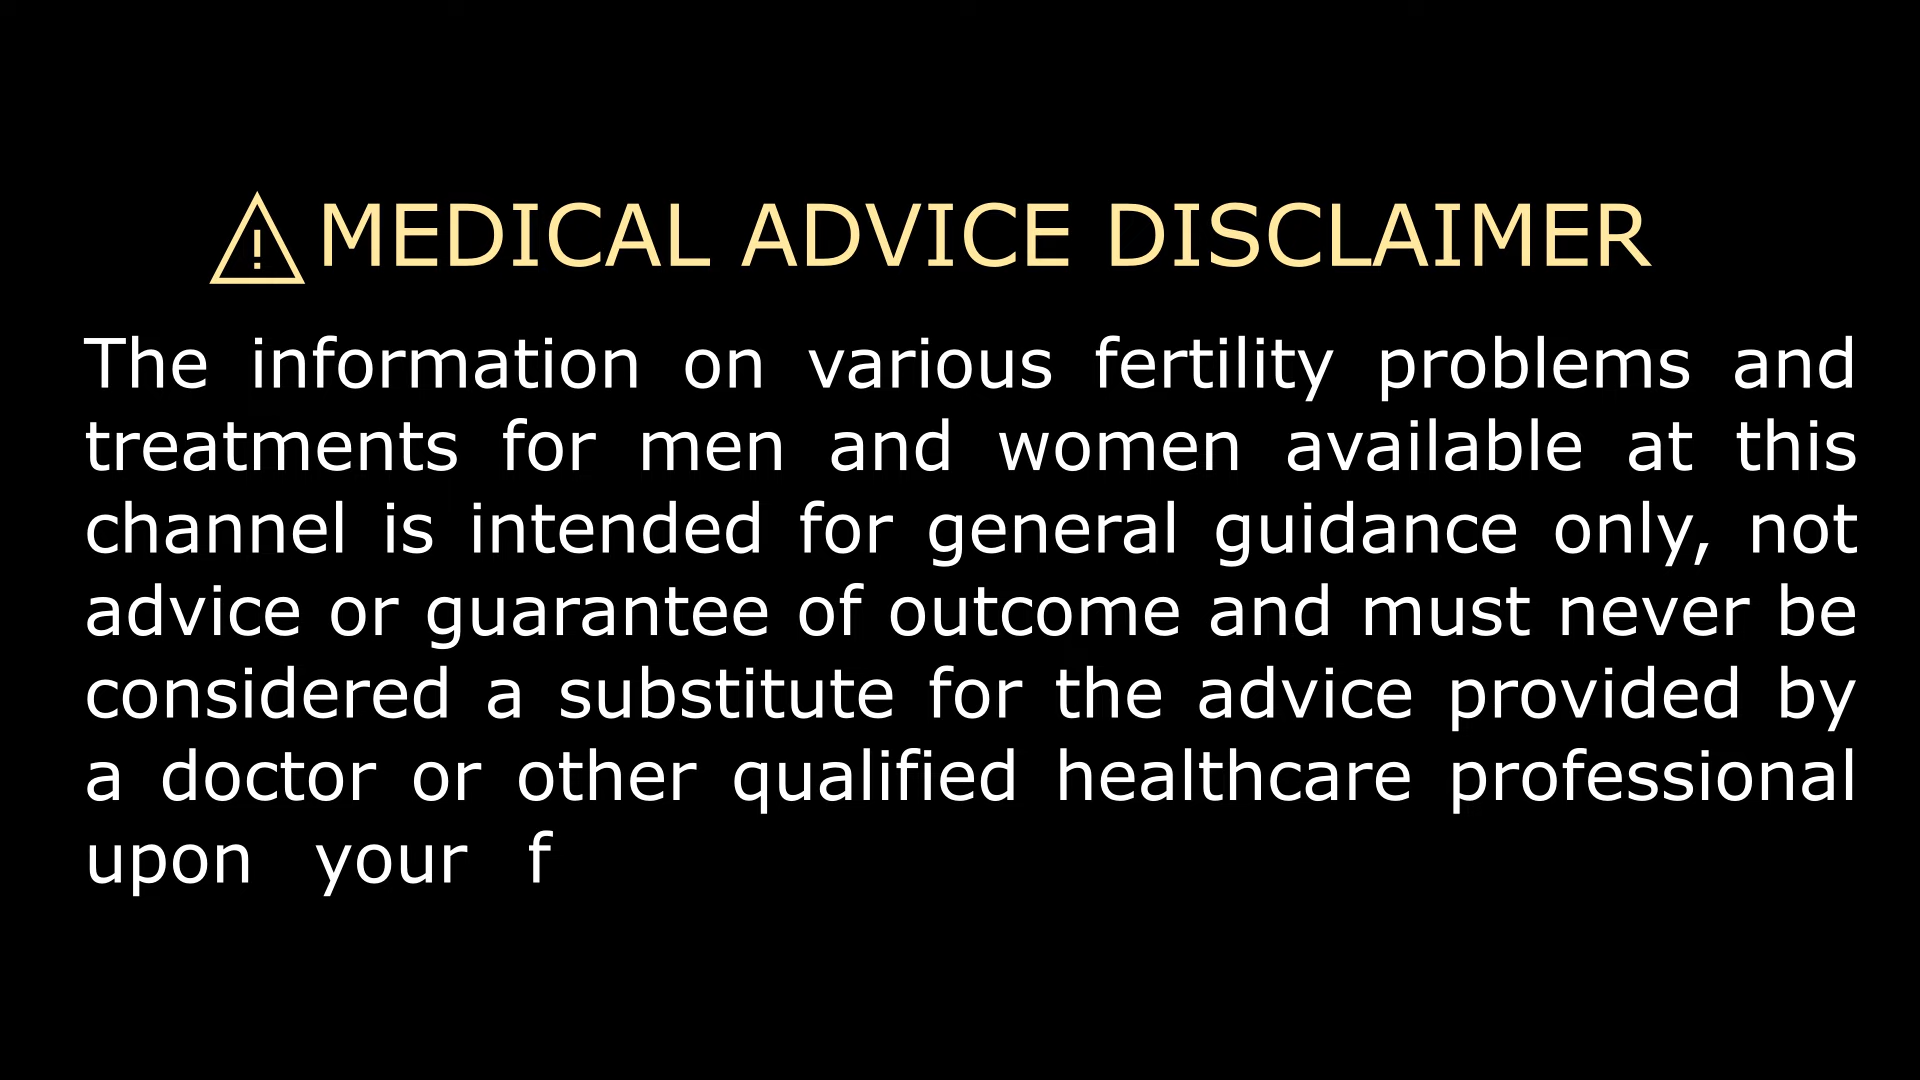 ⚠ MEDICAL ADVICE DISCLAIMER
The information on various fertility problems and
treatments for men and women available at this
channel is intended for general guidance only, not
advice or guarantee of outcome and must never be
considered a substitute for the advice provided by
a doctor or other qualified healthcare professional
upon your f